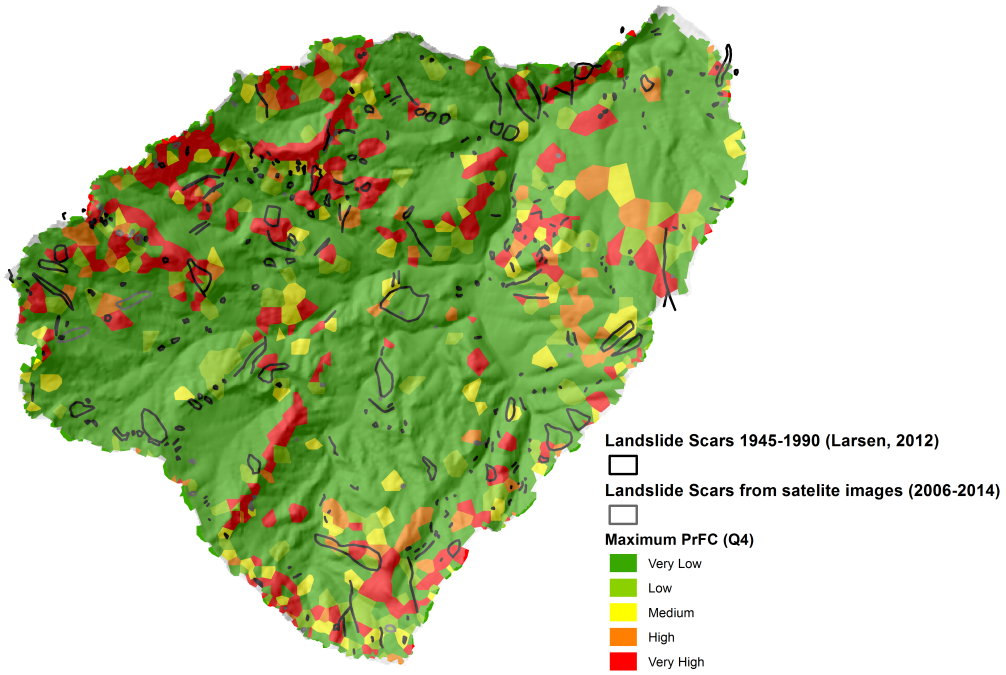 Landslide Scars 1945-1990 (Larsen, 2012)
Landslide Scars from satelite images (2006-2014)
Maximum PrFC (Q4)
Very Low
Low
Medium
High
Very High